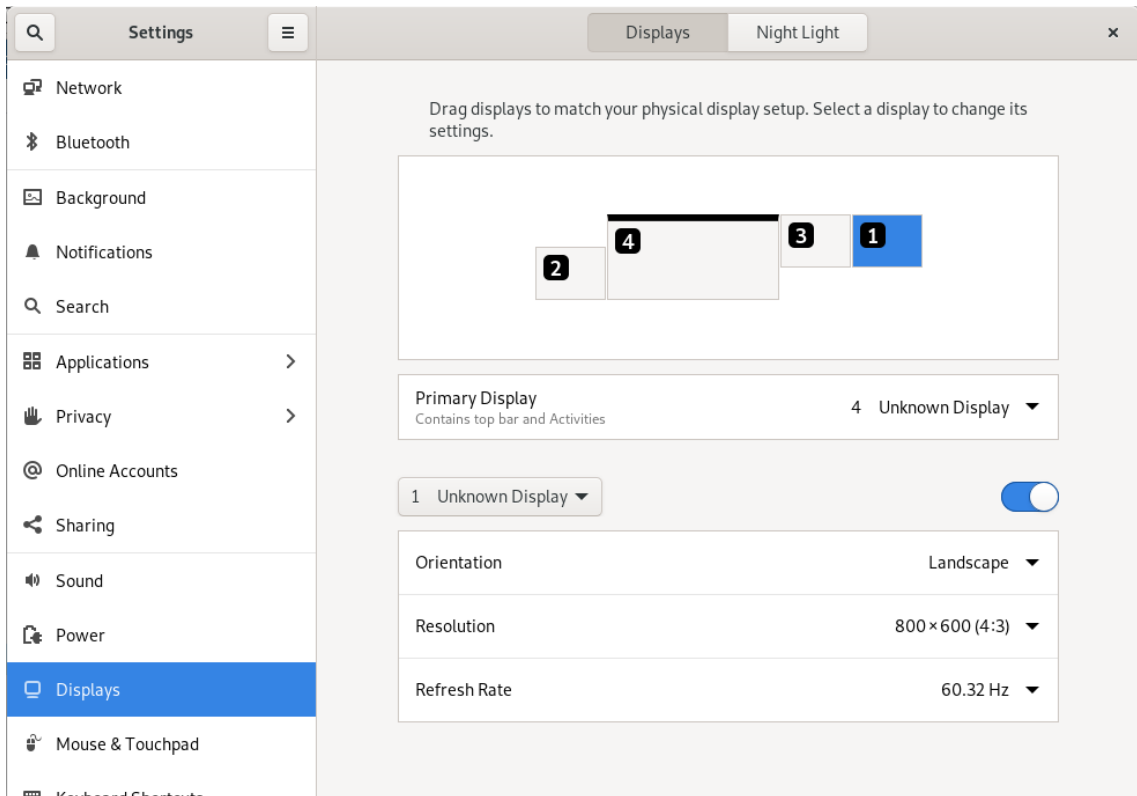 Settings
Displays
Night Light
Network
Bluetooth
Background
Notifications
Search
Applications
Privacy
Online Accounts
Sharing
Sound
Power
Displays
Mouse & Touchpad
Keyboard Shortcuts
Drag displays to match your physical display setup. Select a display to change its
settings.
2
4
3
1
Primary Display
Contains top bar and Activities
4 Unknown Display
1 Unknown Display
Orientation
Landscape
Resolution
800 × 600 (4:3)
Refresh Rate
60.32 Hz